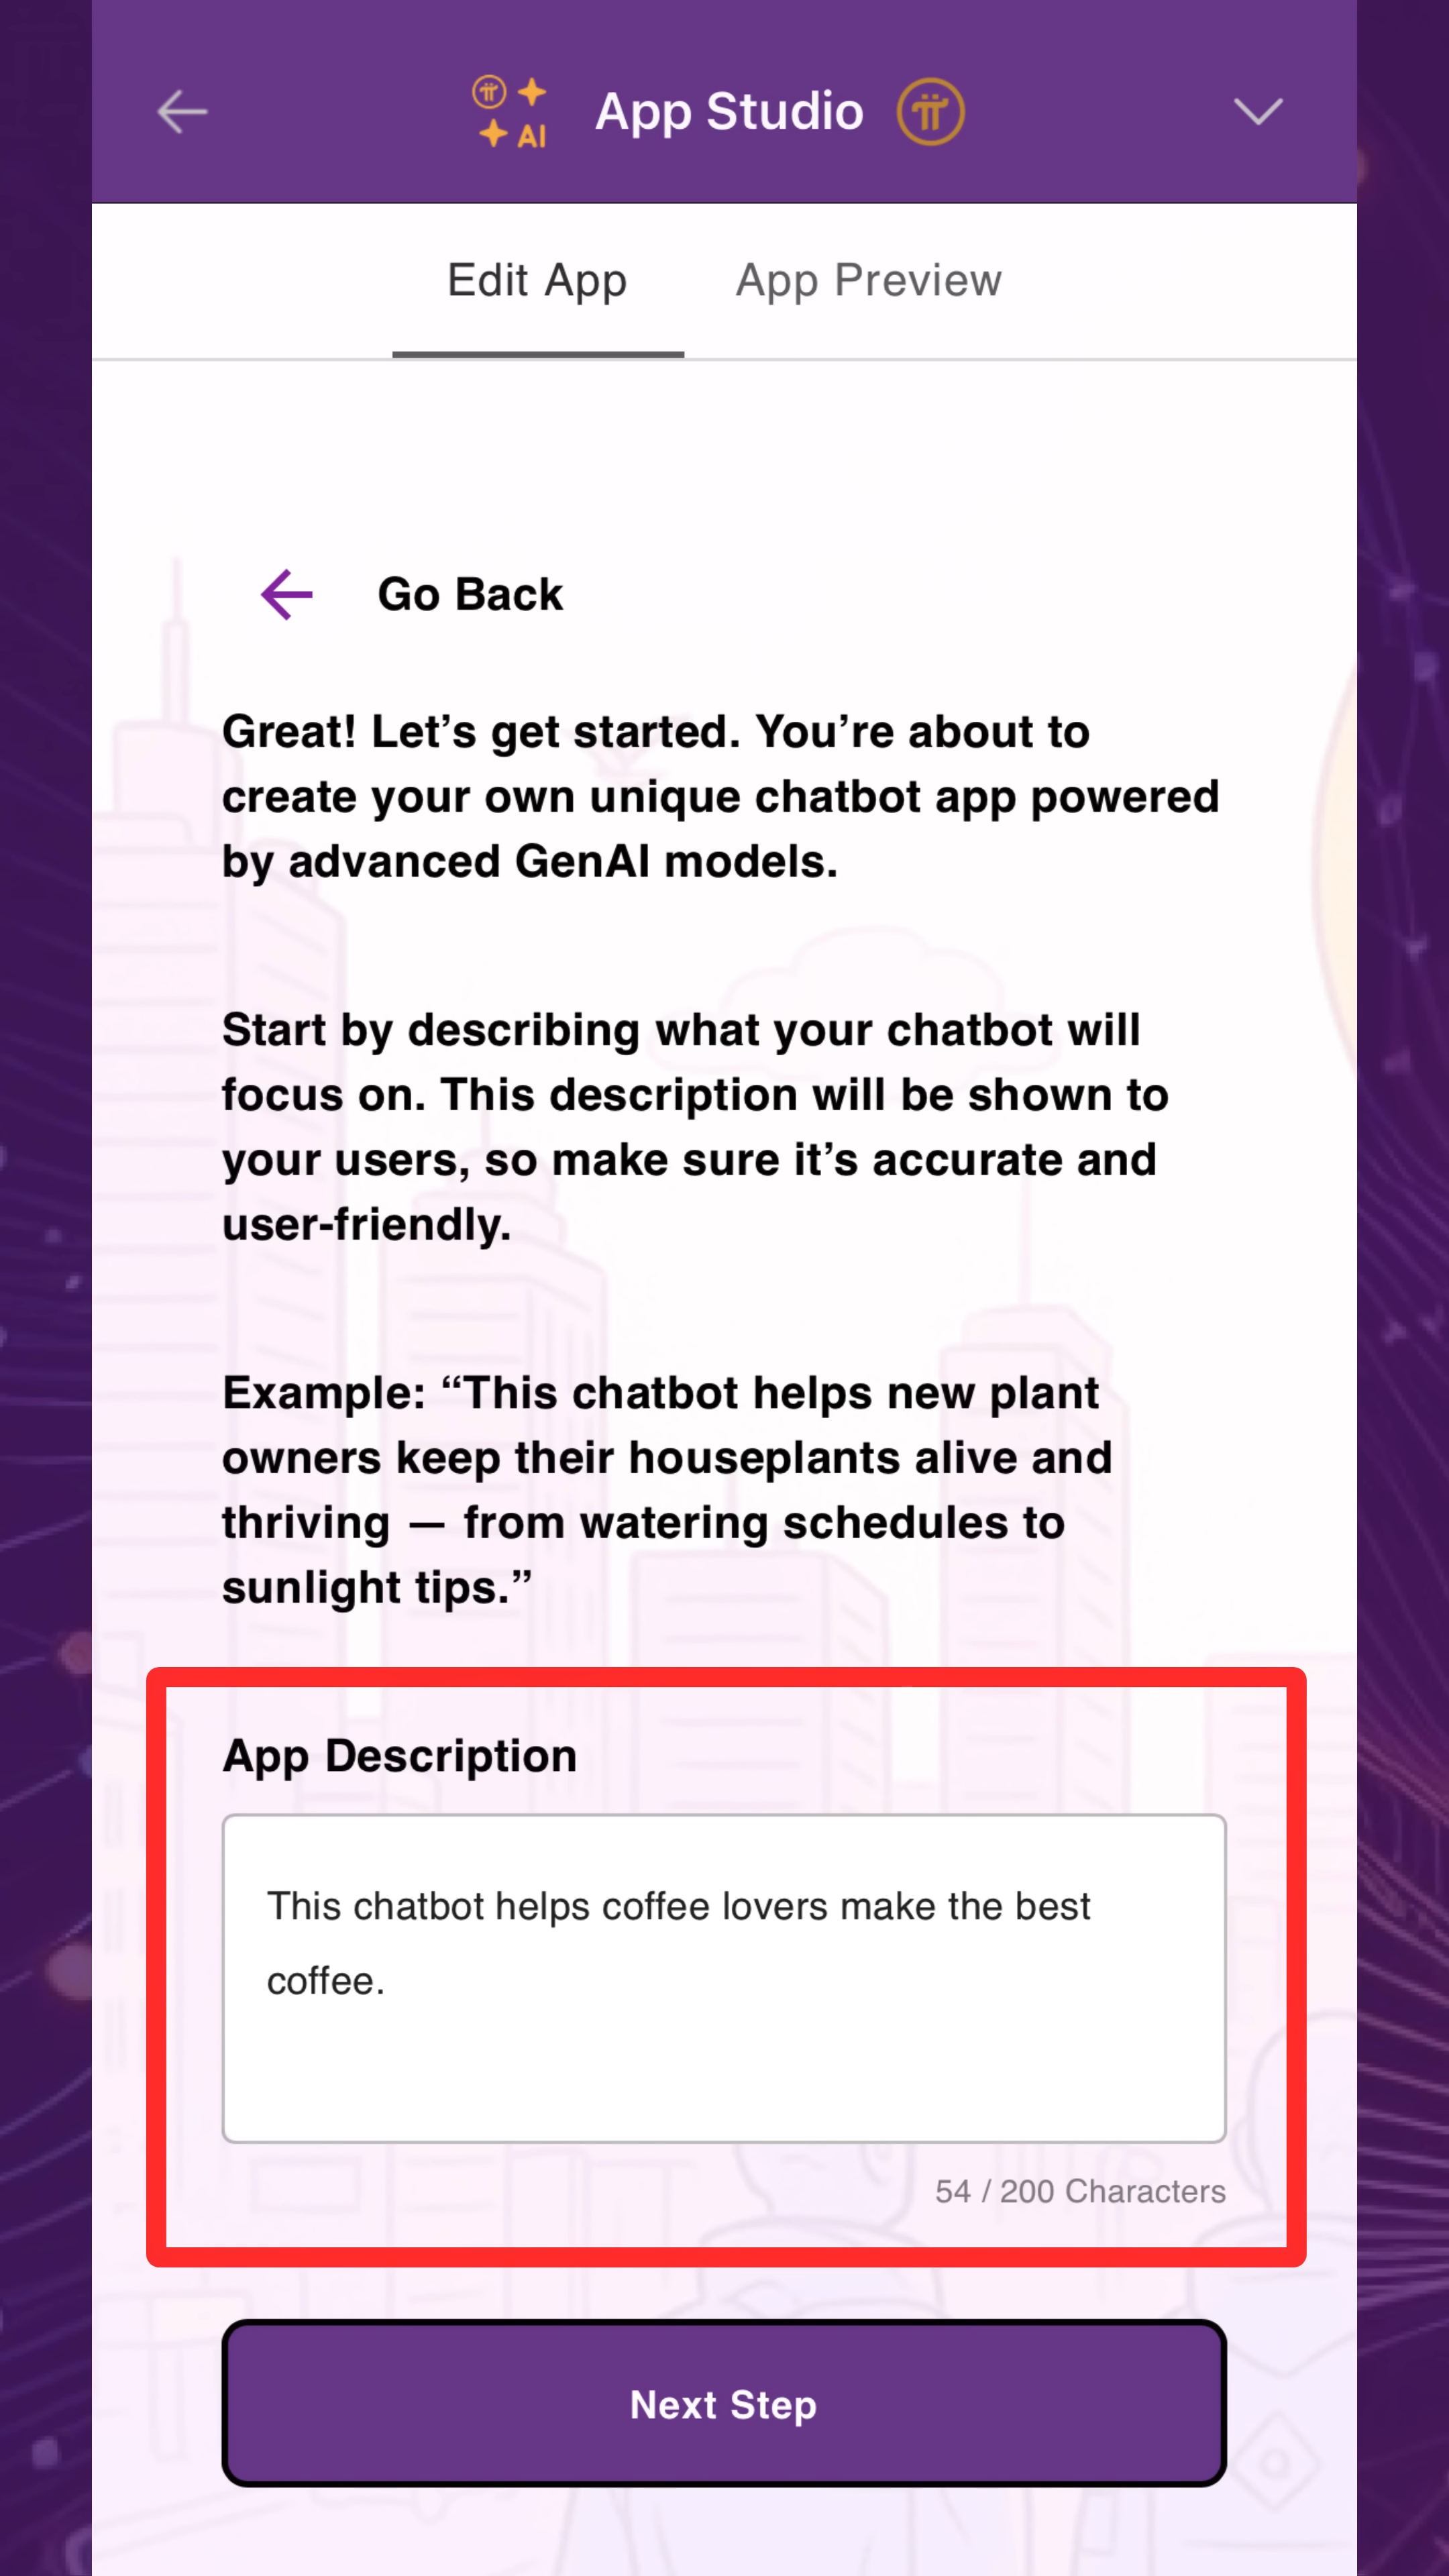 AI
App Studio
Edit App
App Preview
Go Back
Great! Let’s get started. You’re about to
create your own unique chatbot app powered
by advanced GenAI models.
Start by describing what your chatbot will
focus on. This description will be shown to
your users, so make sure it’s accurate and
user-friendly.
Example: “This chatbot helps new plant
owners keep their houseplants alive and
thriving — from watering schedules to
sunlight tips.”
App Description
This chatbot helps coffee lovers make the best
coffee.
54 / 200 Characters
Next Step